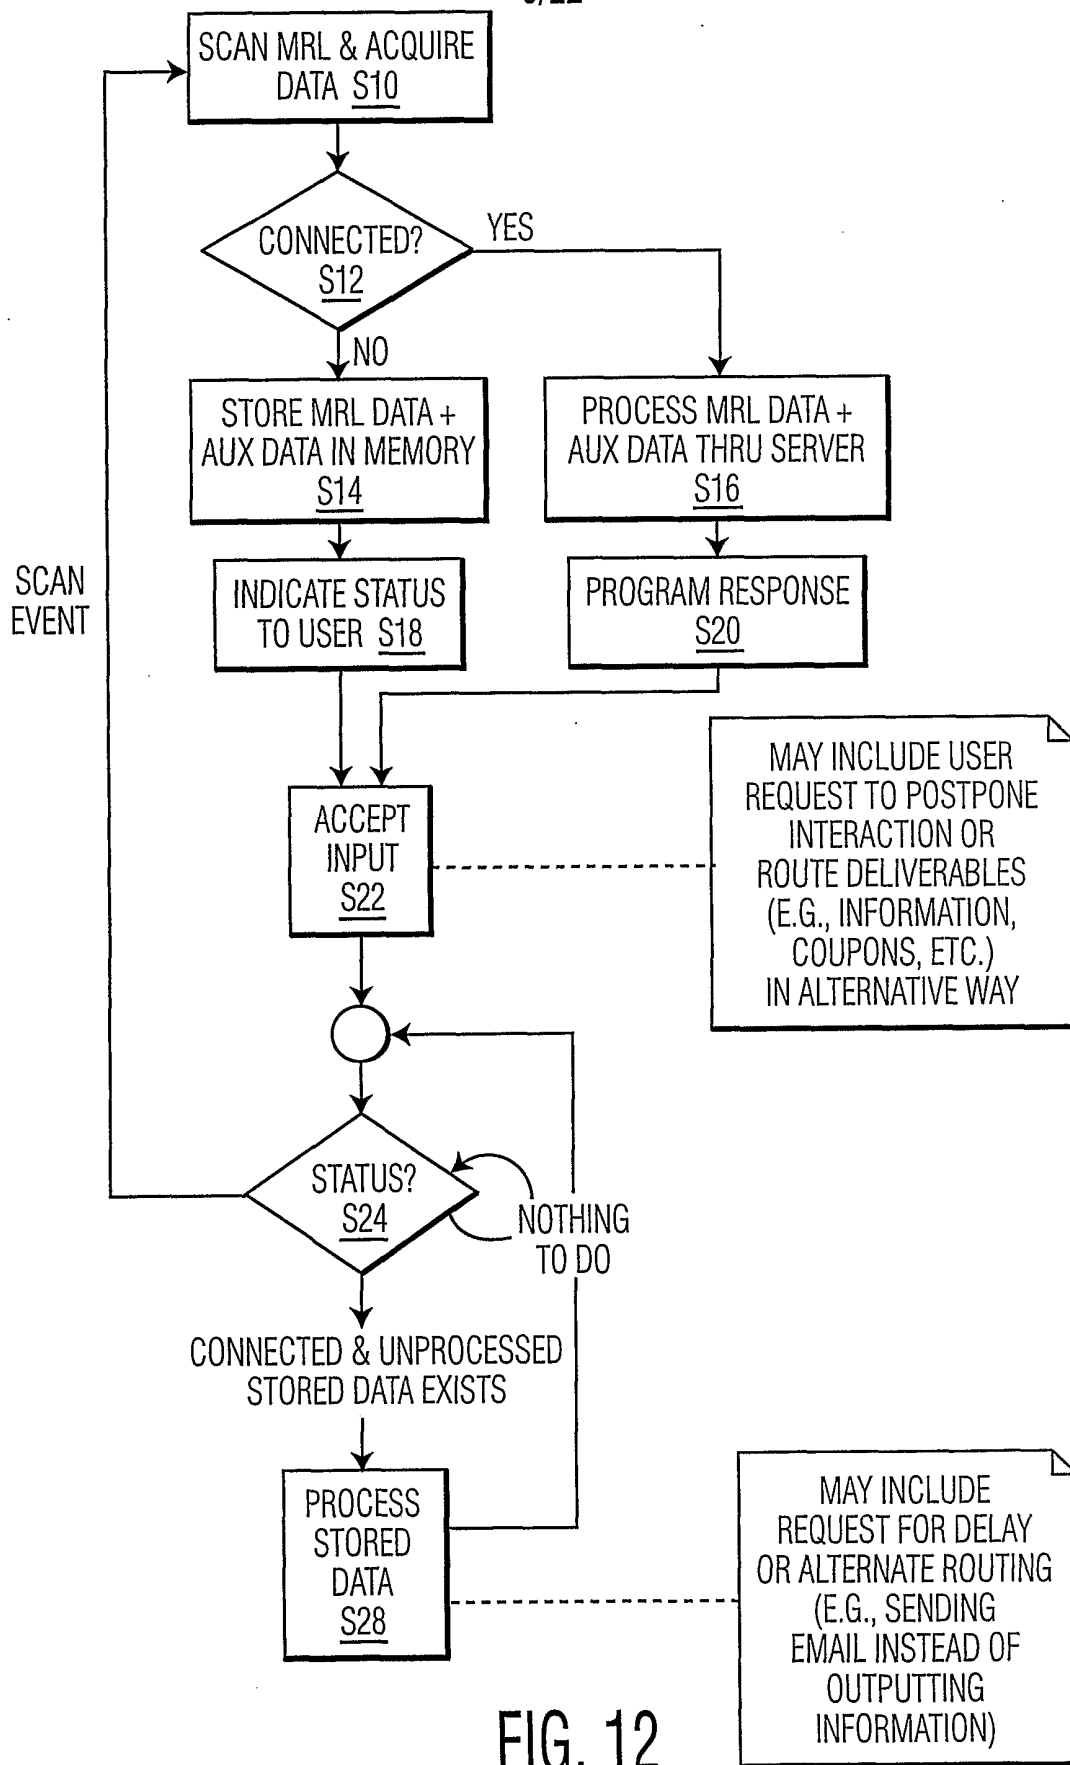 SCAN MRL & ACQUIRE
DATA S10
CONNECTED?
S12
YES
NO
STORE MRL DATA +
AUX DATA IN MEMORY
S14
PROCESS MRL DATA +
AUX DATA THRU SERVER
S16
SCAN
EVENT
INDICATE STATUS
TO USER S18
PROGRAM RESPONSE
S20
ACCEPT
INPUT
S22
MAY INCLUDE USER
REQUEST TO POSTPONE
INTERACTION OR
ROUTE DELIVERABLES
(E.G., INFORMATION,
COUPONS, ETC.)
IN ALTERNATIVE WAY
STATUS?
S24
NOTHING
TO DO
CONNECTED & UNPROCESSED
STORED DATA EXISTS
PROCESS
STORED
DATA
S28
MAY INCLUDE
REQUEST FOR DELAY
OR ALTERNATE ROUTING
(E.G., SENDING
EMAIL INSTEAD OF
OUTPUTTING
INFORMATION)
FIG. 12